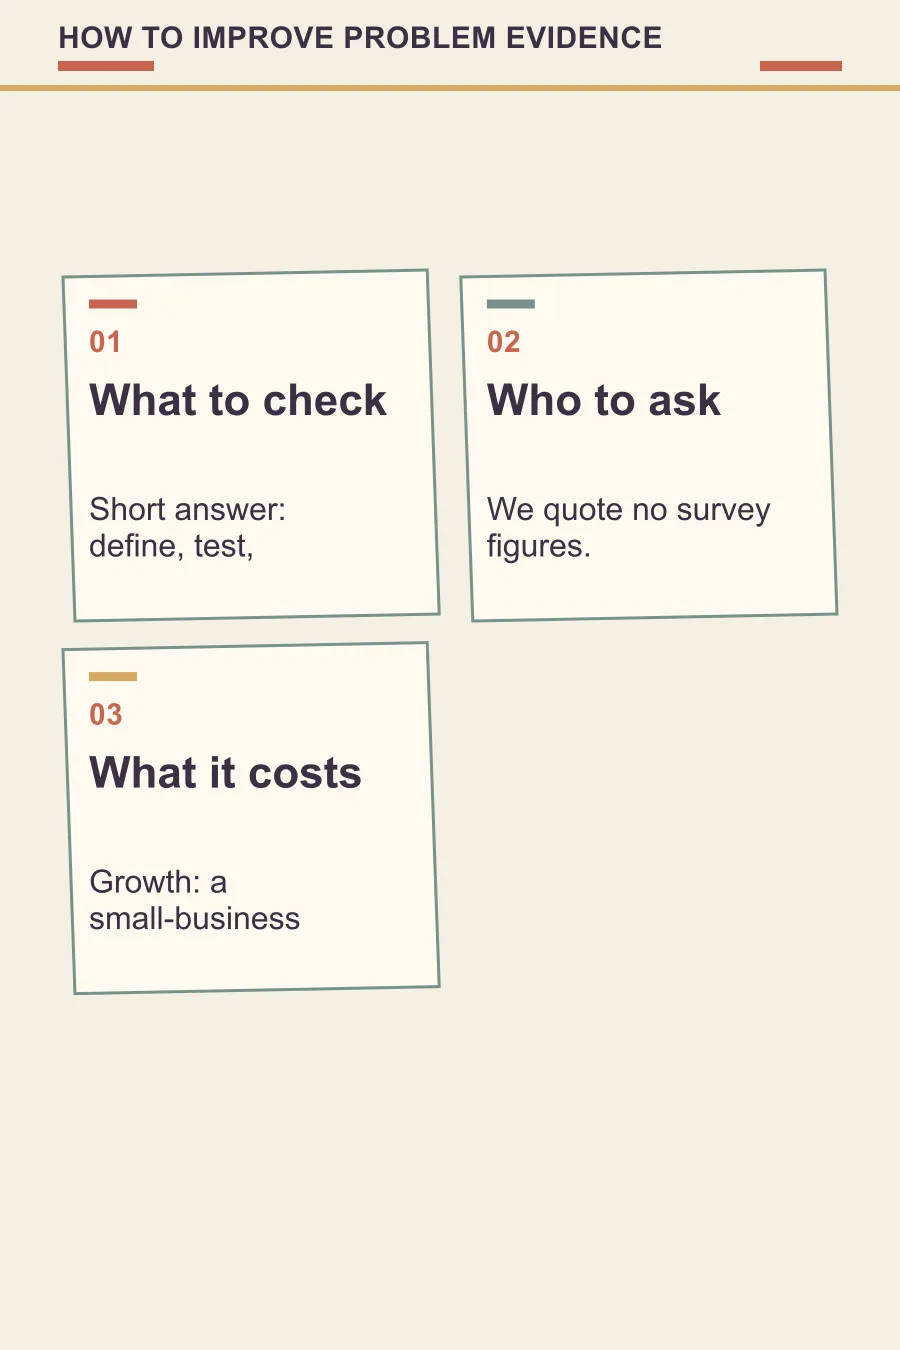 HOW TO IMPROVE PROBLEM EVIDENCE
01
What to check
Short answer:
define, test,
02
Who to ask
We quote no survey
figures.
03
What it costs
Growth: a
small-business